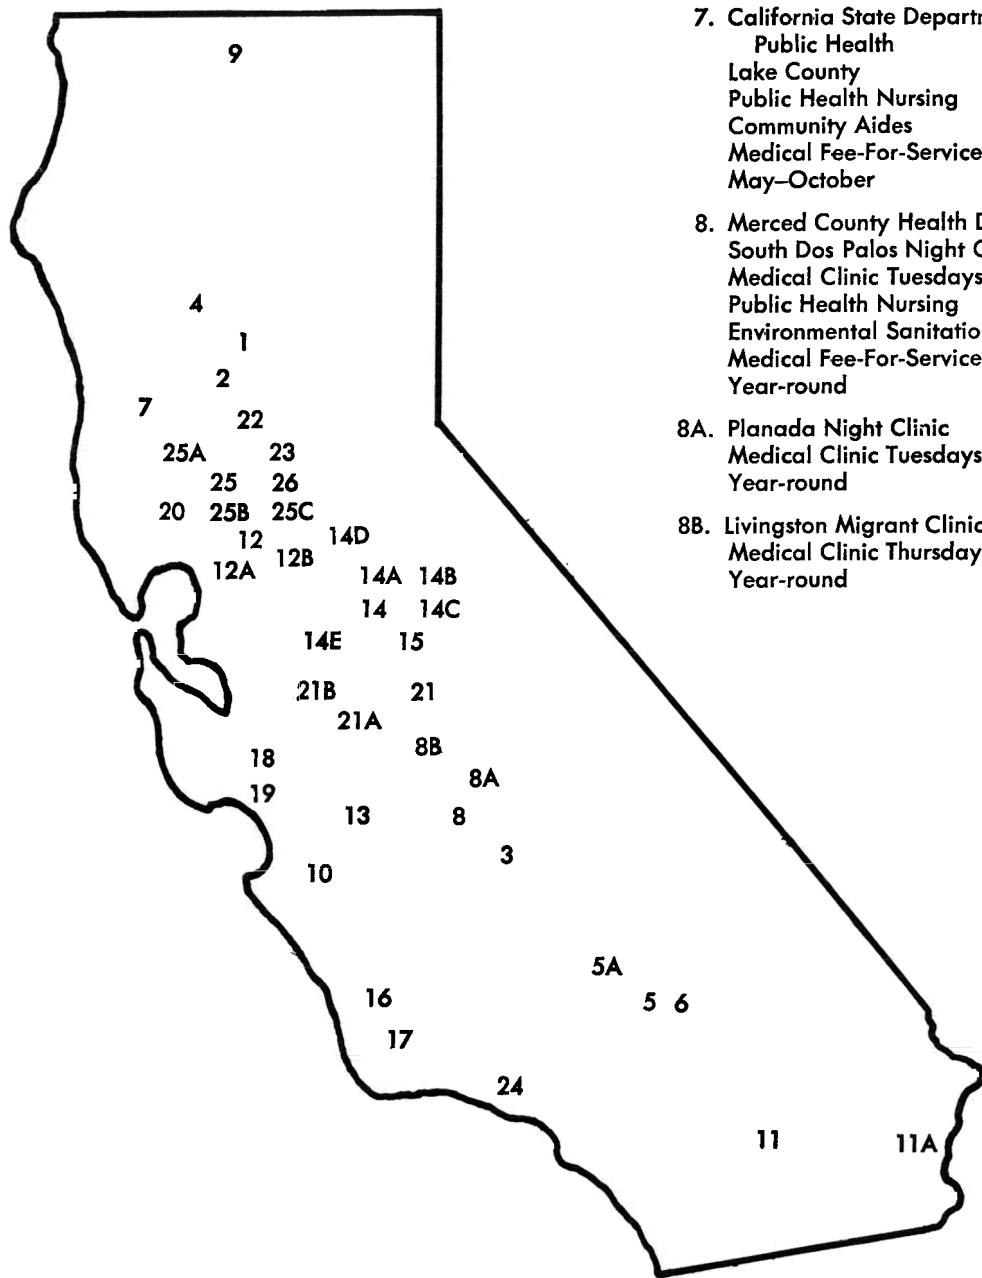 7. California State Departm
Public Health
Lake County
Public Health Nursing
Community Aides
Medical Fee-For-Service
May–October
8. Merced County Health D
South Dos Palos Night C
Medical Clinic Tuesdays
Public Health Nursing
Environmental Sanitatio
Medical Fee-For-Service
Year-round
8A. Planada Night Clinic
Medical Clinic Tuesdays
Year-round
8B. Livingston Migrant Clinic
Medical Clinic Thursday
Year-round
9
4
1
2
7
22
25A 23
25 26
20 25B 25C
12 14D
12A 12B
14A 14B
14 14C
14E 15
21B 21
21A
8B
18
8A
19
13 8
3
10
5A
16 5 6
17
24
11 11A